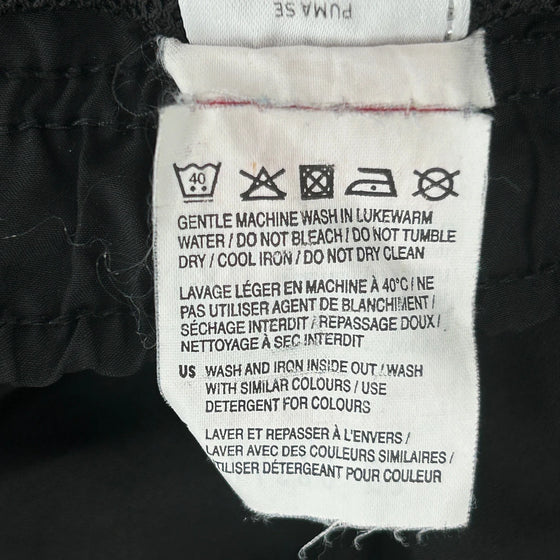 PUMA SE
40
GENTLE MACHINE WASH IN LUKEWARM
WATER / DO NOT BLEACH / DO NOT TUMBLE
DRY / COOL IRON / DO NOT DRY CLEAN
LAVAGE LÉGER EN MACHINE À 40°C / NE
PAS UTILISER AGENT DE BLANCHIMENT /
SÉCHAGE INTERDIT / REPASSAGE DOUX /
NETTOYAGE À SEC INTERDIT
US WASH AND IRON INSIDE OUT / WASH
WITH SIMILAR COLOURS / USE
DETERGENT FOR COLOURS
LAVER ET REPASSER À L'ENVERS /
LAVER AVEC DES COULEURS SIMILAIRES /
UTILISER DÉTERGEANT POUR COULEUR